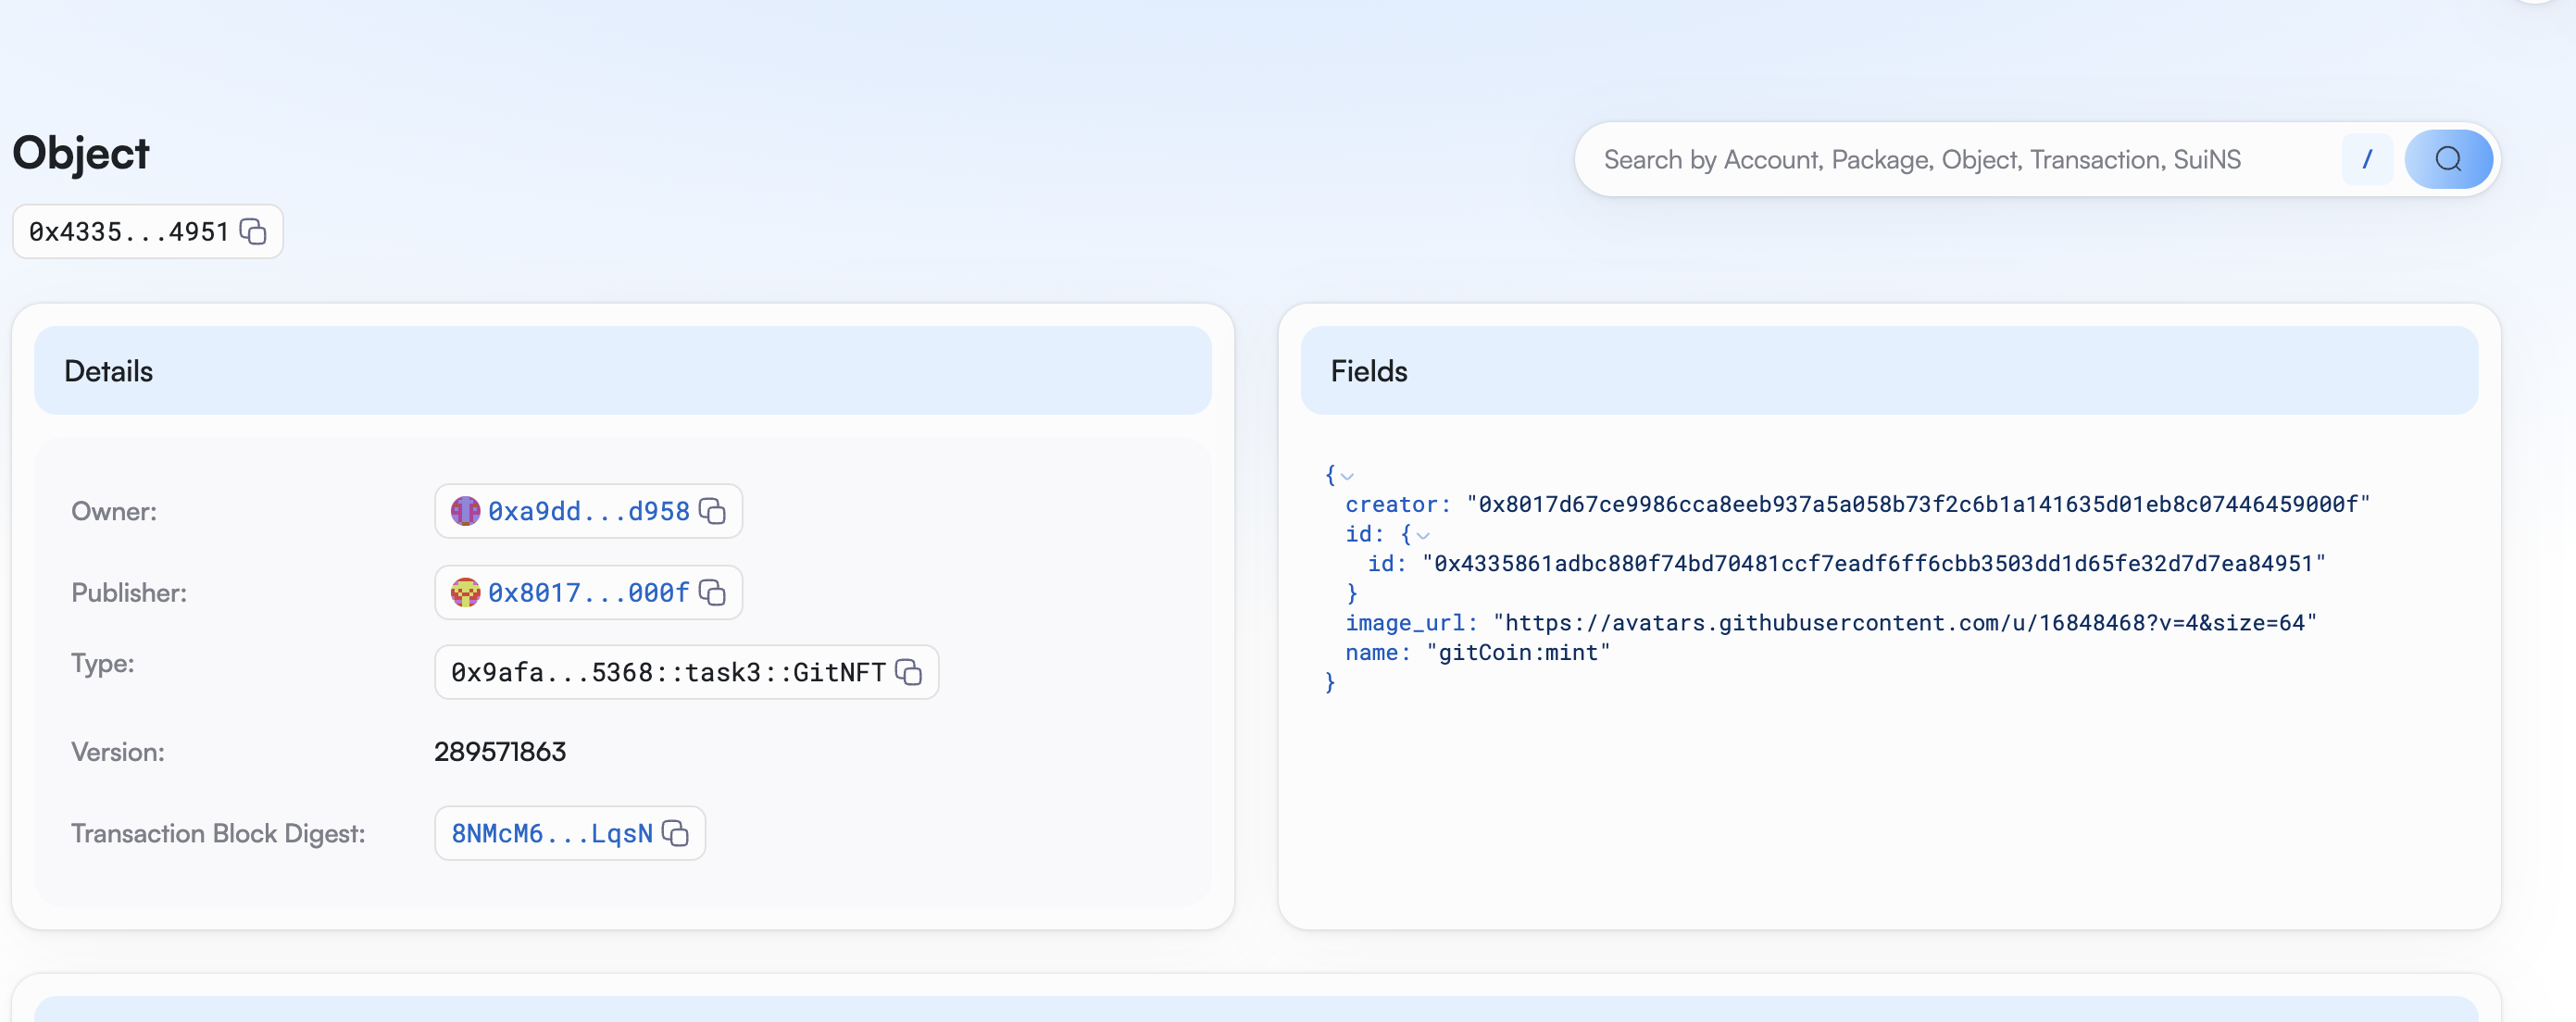 Object
Search by Account, Package, Object, Transaction, SuiNS
/
0x4335...4951
Details
Owner:
0xa9dd...d958
Publisher:
0x8017...000f
Type:
0x9afa...5368::task3::GitNFT
Version:
289571863
Transaction Block Digest:
8NMcM6...LqsN
Fields
{
creator: "0x8017d67ce9986cca8eeb937a5a058b73f2c6b1a141635d01eb8c07446459000f"
id: {
id: "0x4335861adbc880f74bd70481ccf7eadf6ff6cbb3503dd1d65fe32d7d7ea84951"
}
image_url: "https://avatars.githubusercontent.com/u/16848468?v=4&size=64"
name: "gitCoin:mint"
}